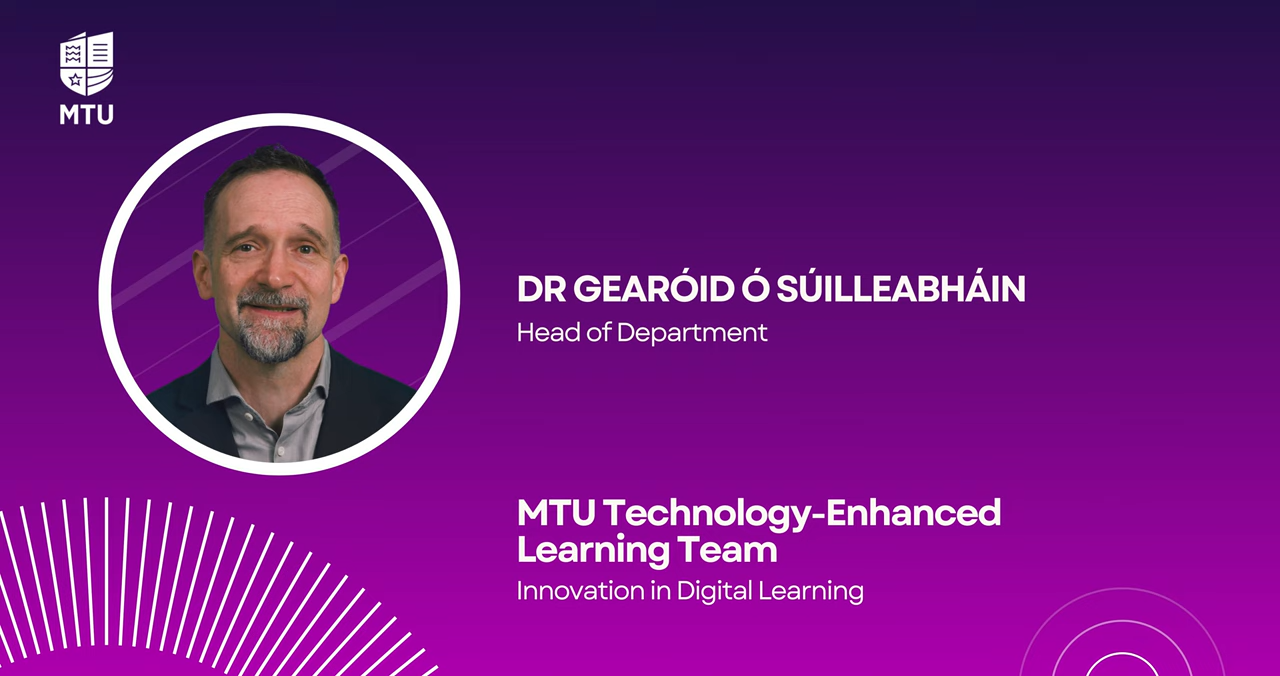 MTU
DR GEARÓID Ó SÚILLEABHÁIN
Head of Department
MTU Technology-Enhanced
Learning Team
Innovation in Digital Learning